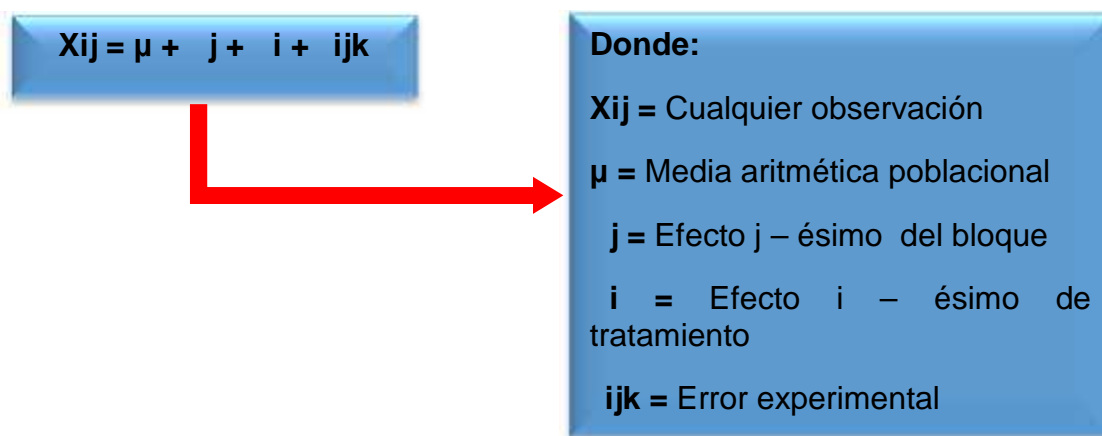 Xij = µ + j + i + ijk
Donde:
Xij = Cualquier observación
µ = Media aritmética poblacional
j = Efecto j – ésimo del bloque
i = Efecto i – ésimo de
tratamiento
ijk = Error experimental